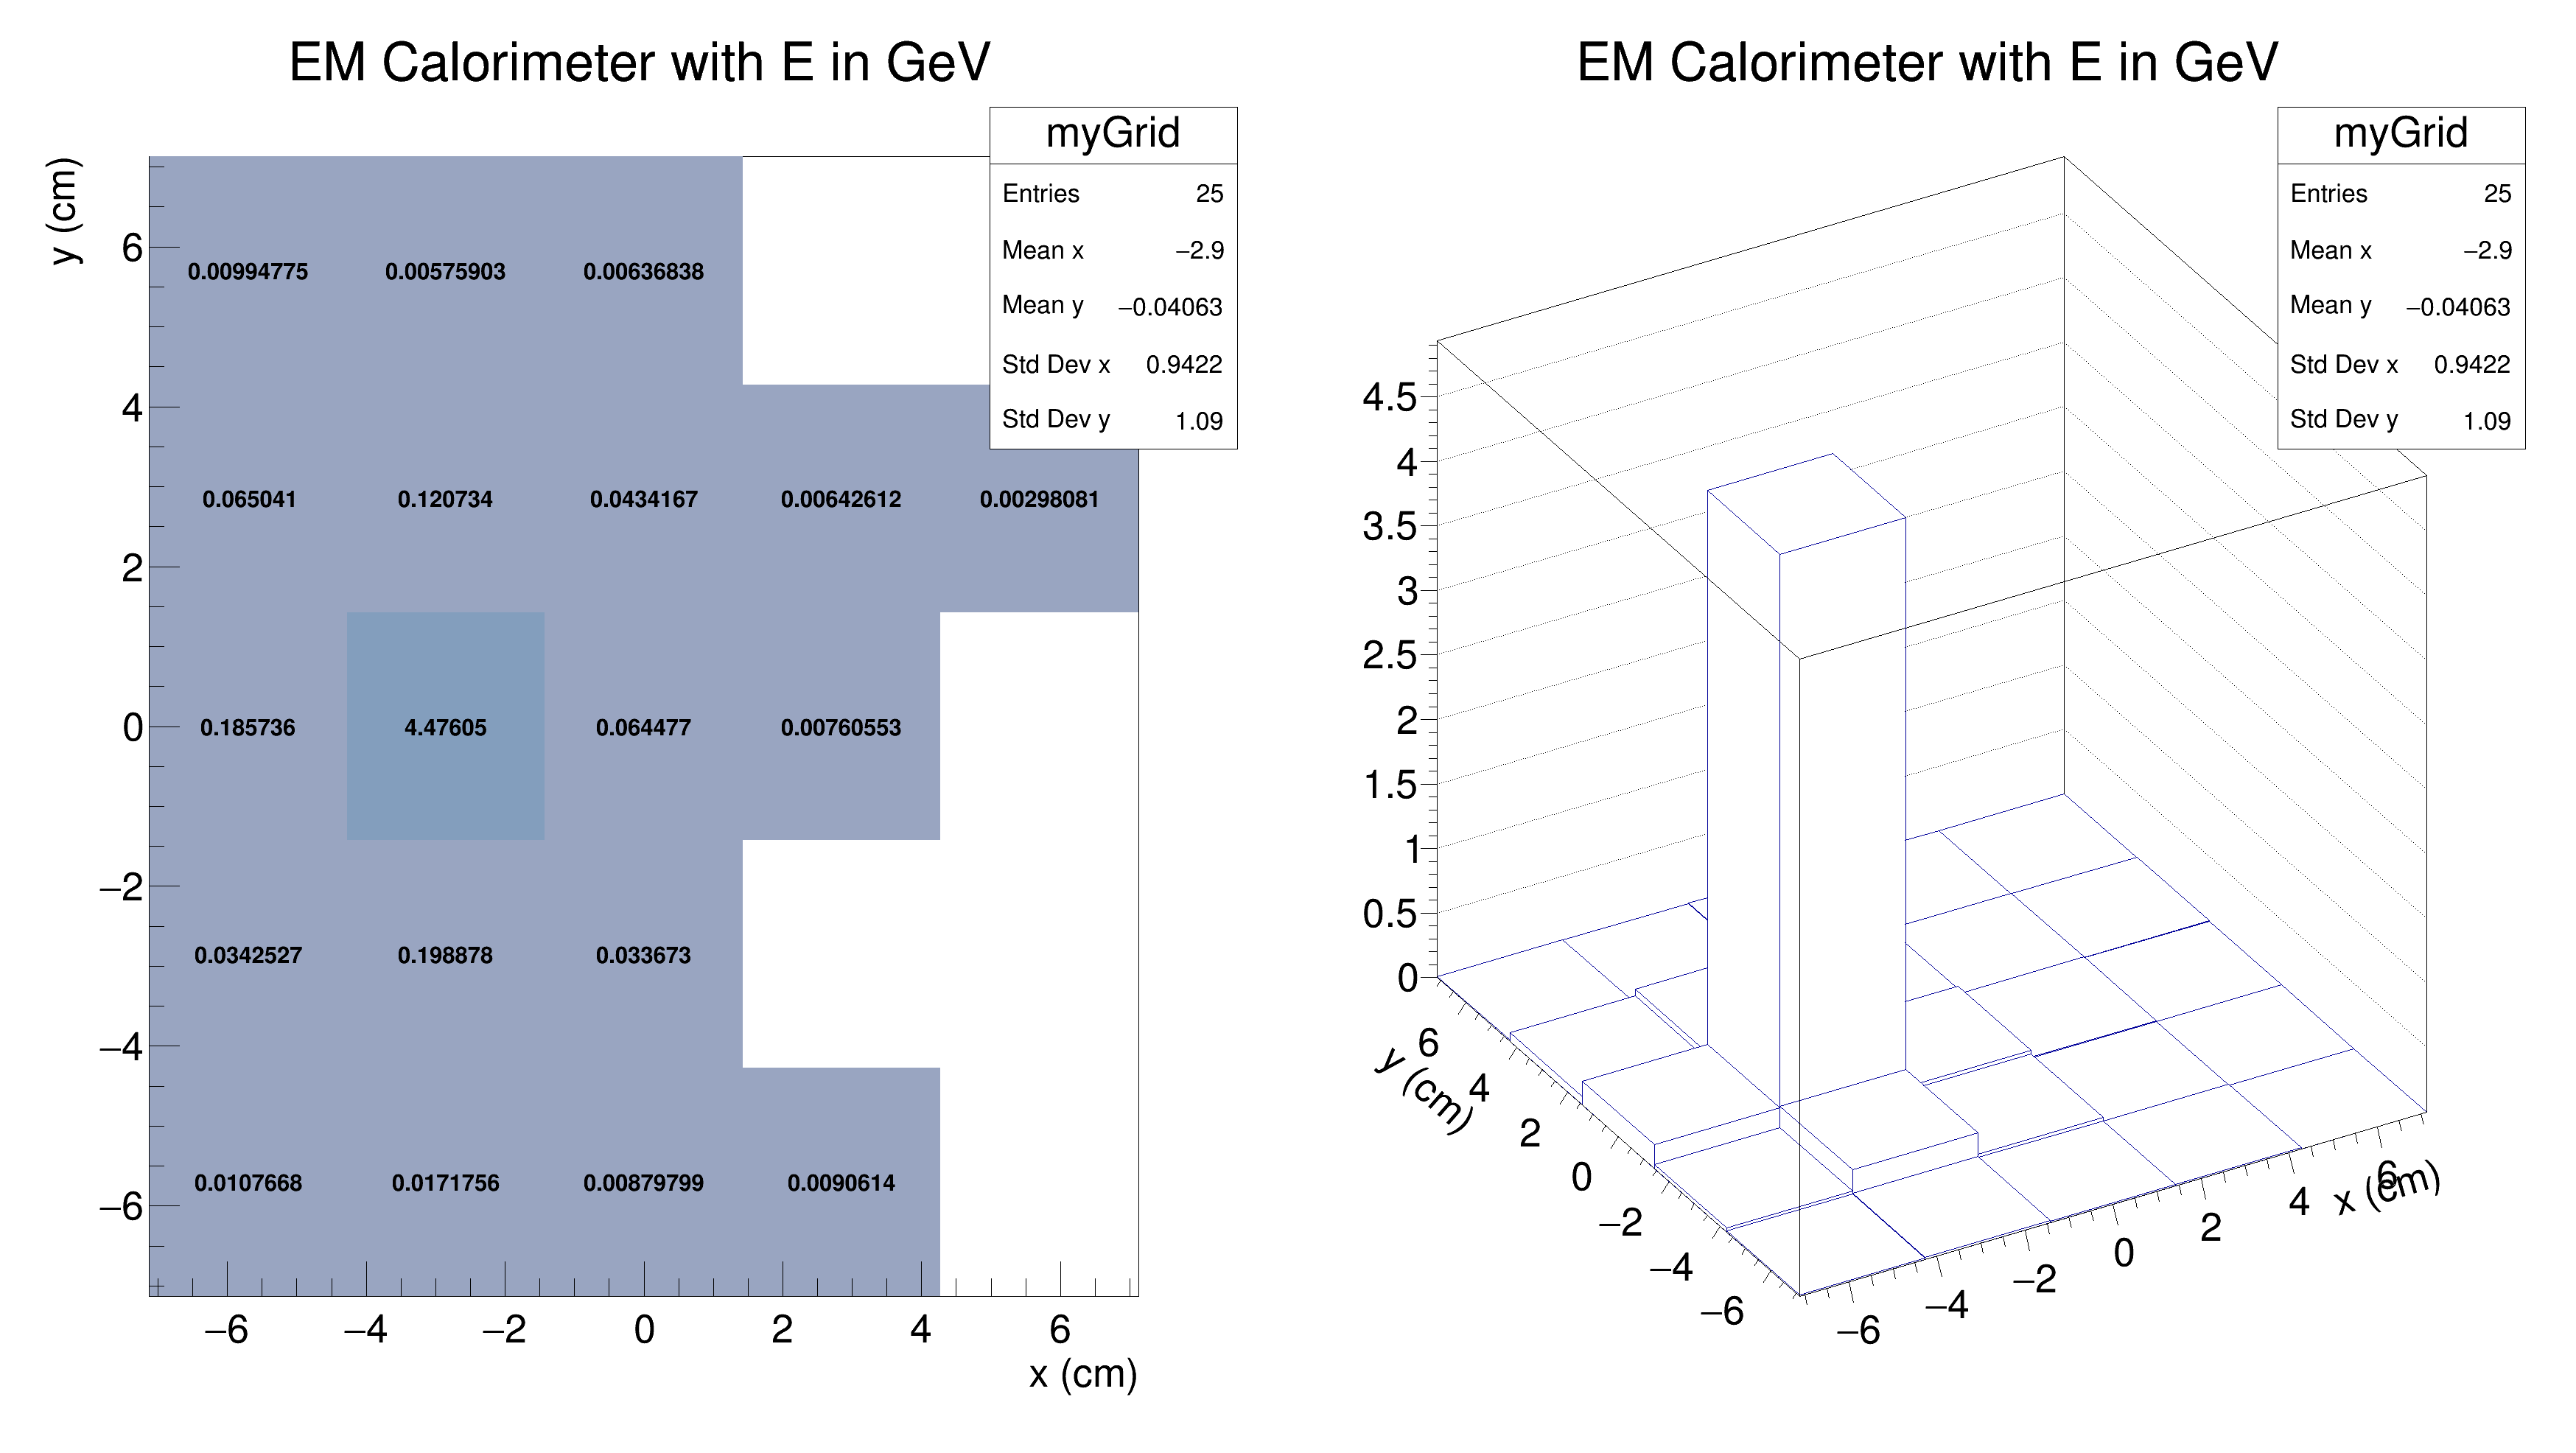 EM Calorimeter with E in GeV
myGrid
Entries 25
Mean x −2.9
Mean y −0.04063
Std Dev x 0.9422
Std Dev y 1.09
y (cm)
6
4
2
0
−2
−4
−6
0.00994775 0.00575903 0.00636838
0.065041 0.120734 0.0434167 0.00642612 0.00298081
0.185736 4.47605 0.064477 0.00760553
0.0342527 0.198878 0.033673
0.0107668 0.0171756 0.00879799 0.0090614
−6 −4 −2 0 2 4 6
x (cm)
EM Calorimeter with E in GeV
myGrid
Entries 25
Mean x −2.9
Mean y −0.04063
Std Dev x 0.9422
Std Dev y 1.09
4.5
4
3.5
3
2.5
2
1.5
1
0.5
0
6
4
2
0
−2
−4
−6
y (cm)
−6 −4 −2 0 2 4 6
x (cm)